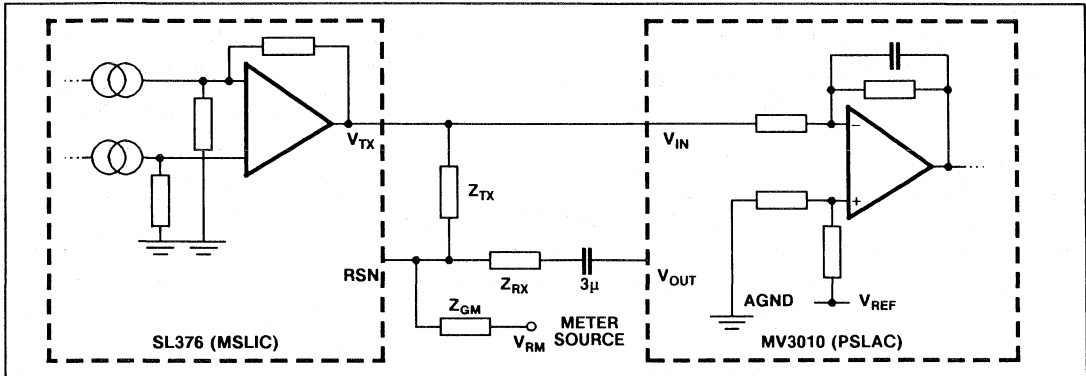 V_TX
V_IN
−
+
Z_TX
RSN
Z_RX
3µ
V_OUT
Z_GM
V_RM
METER
SOURCE
AGND
V_REF
SL376 (MSLIC)
MV3010 (PSLAC)